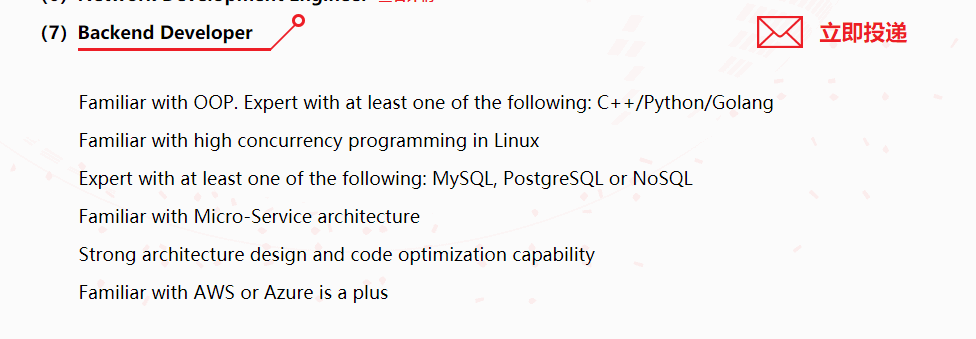 (7) Backend Developer
立即投递
Familiar with OOP. Expert with at least one of the following: C++/Python/Golang
Familiar with high concurrency programming in Linux
Expert with at least one of the following: MySQL, PostgreSQL or NoSQL
Familiar with Micro-Service architecture
Strong architecture design and code optimization capability
Familiar with AWS or Azure is a plus